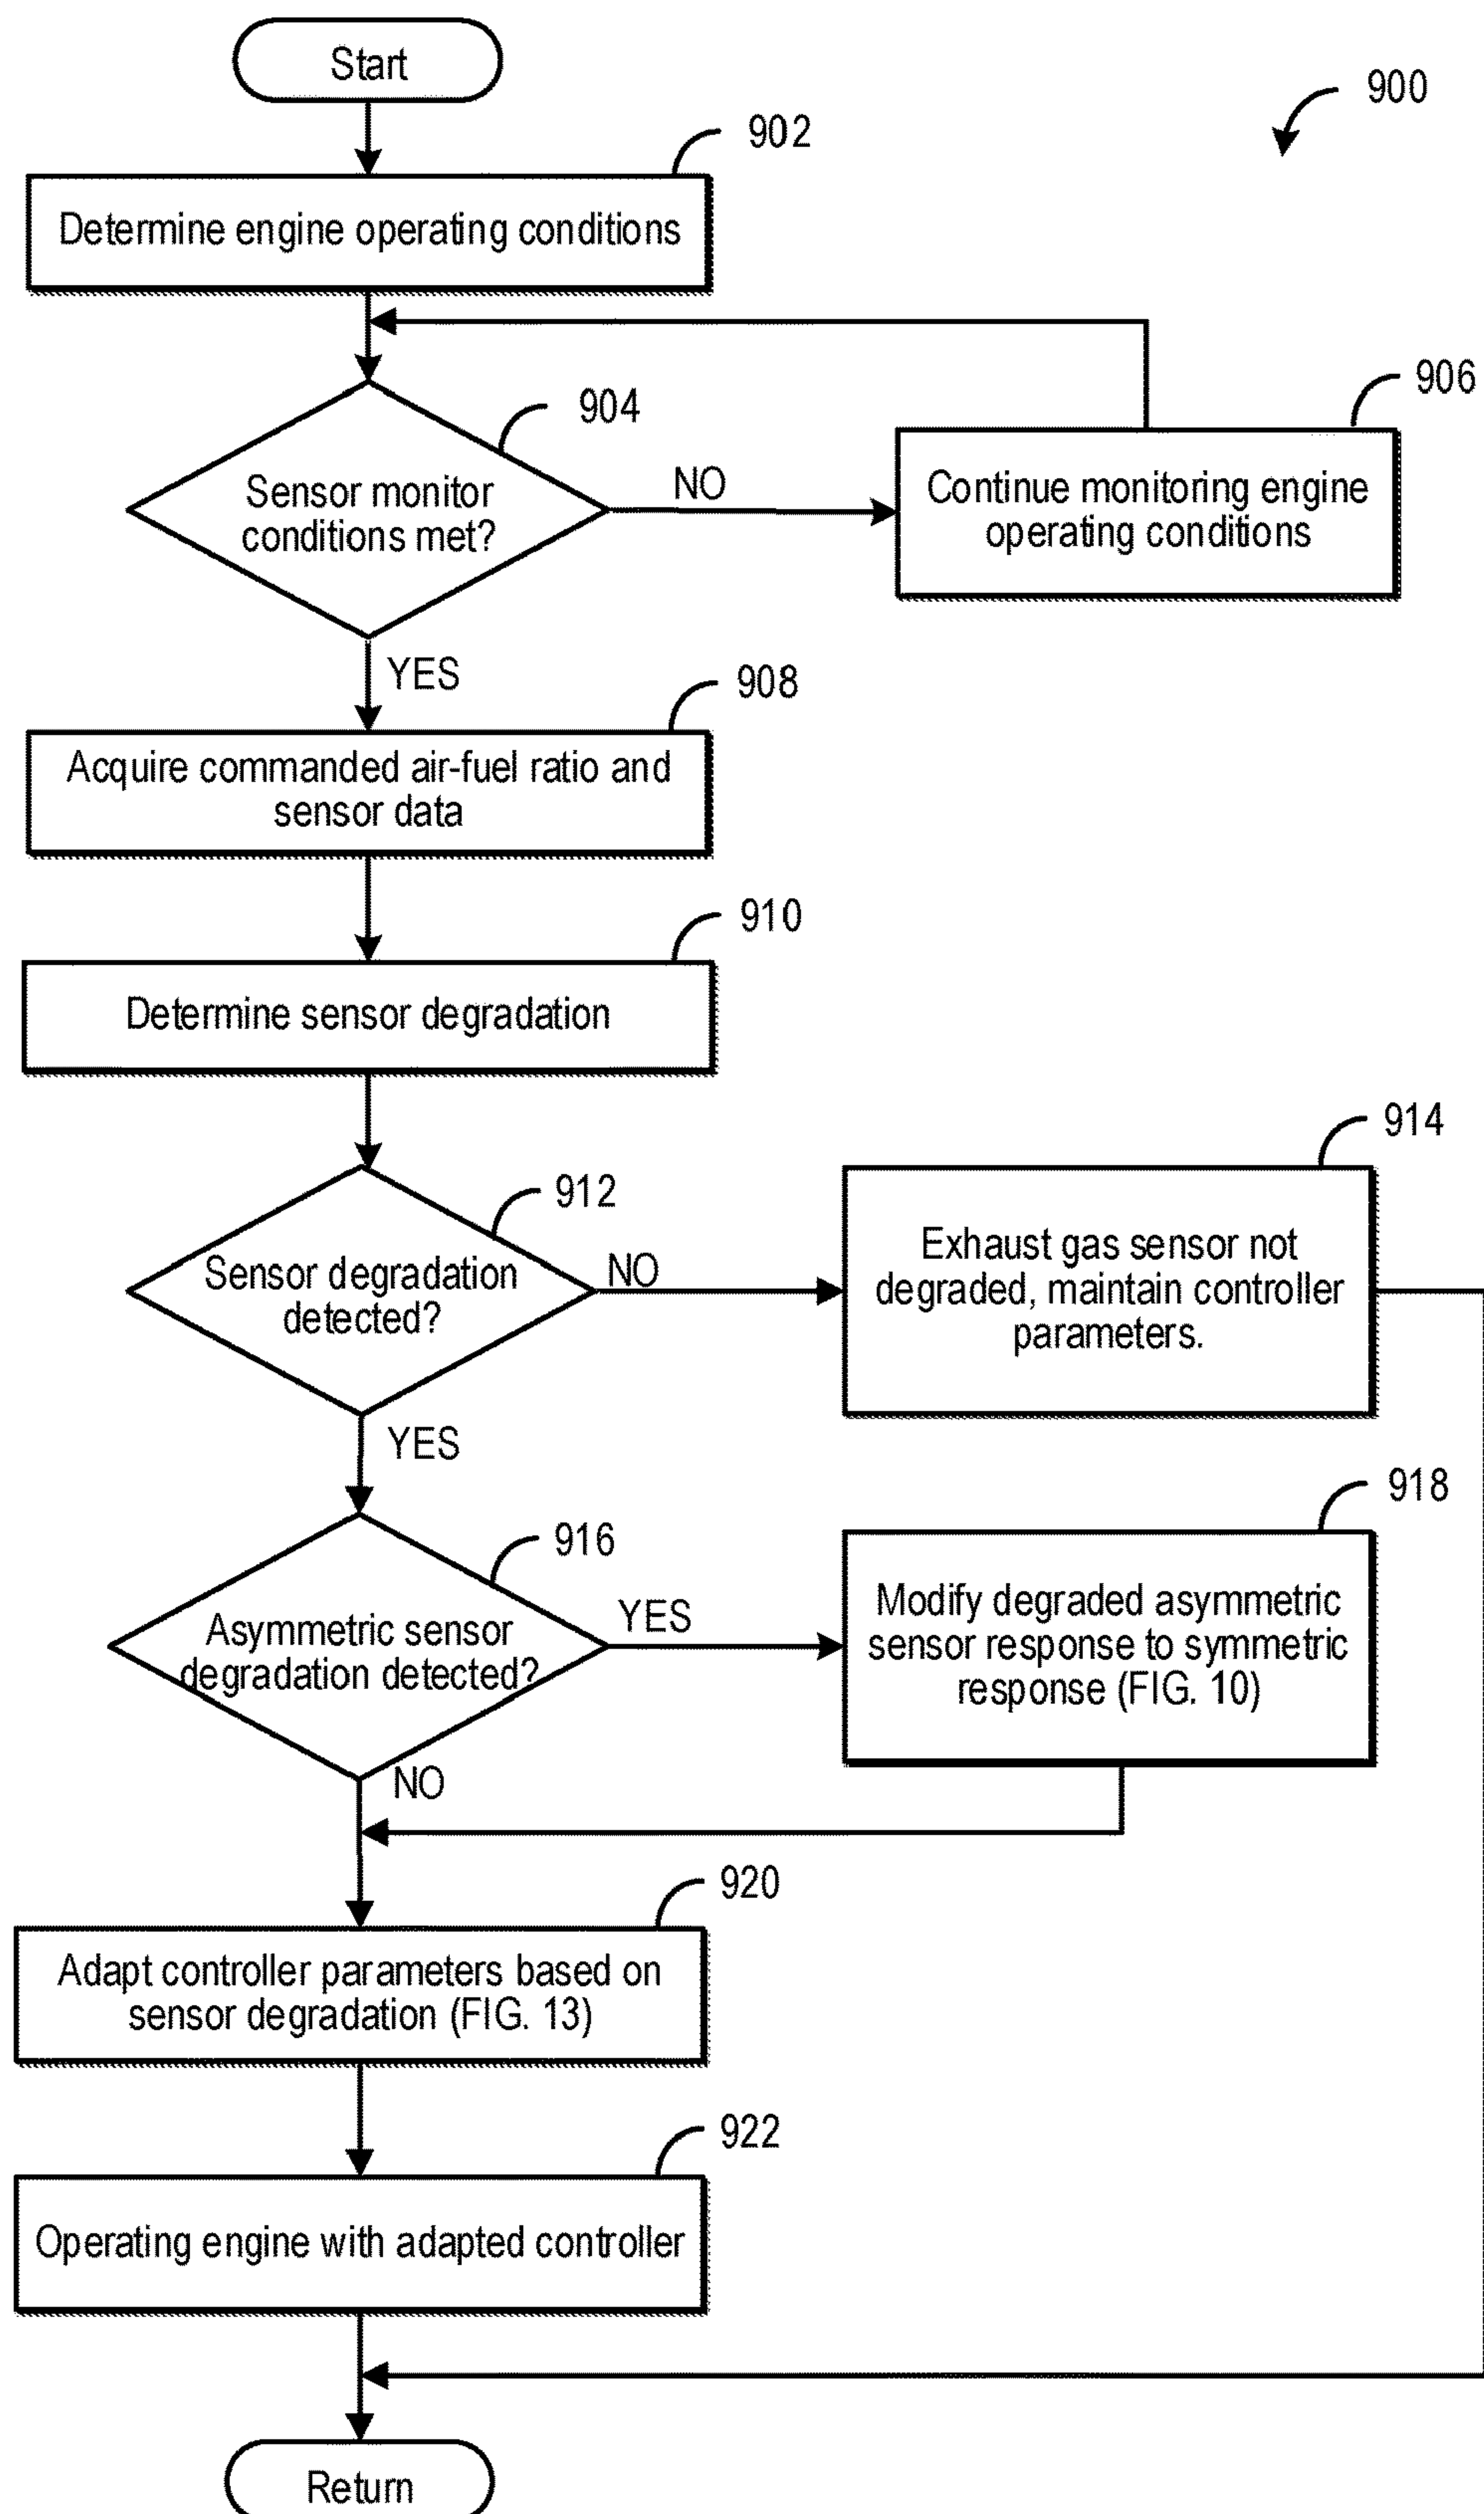 Start
900
902
Determine engine operating conditions
904
906
Sensor monitor
conditions met?
NO
Continue monitoring engine
operating conditions
YES
908
Acquire commanded air-fuel ratio and
sensor data
910
Determine sensor degradation
912
914
Sensor degradation
detected?
NO
Exhaust gas sensor not
degraded, maintain controller
parameters.
YES
916
918
Asymmetric sensor
degradation detected?
YES
Modify degraded asymmetric
sensor response to symmetric
response (FIG. 10)
NO
920
Adapt controller parameters based on
sensor degradation (FIG. 13)
922
Operating engine with adapted controller
Return